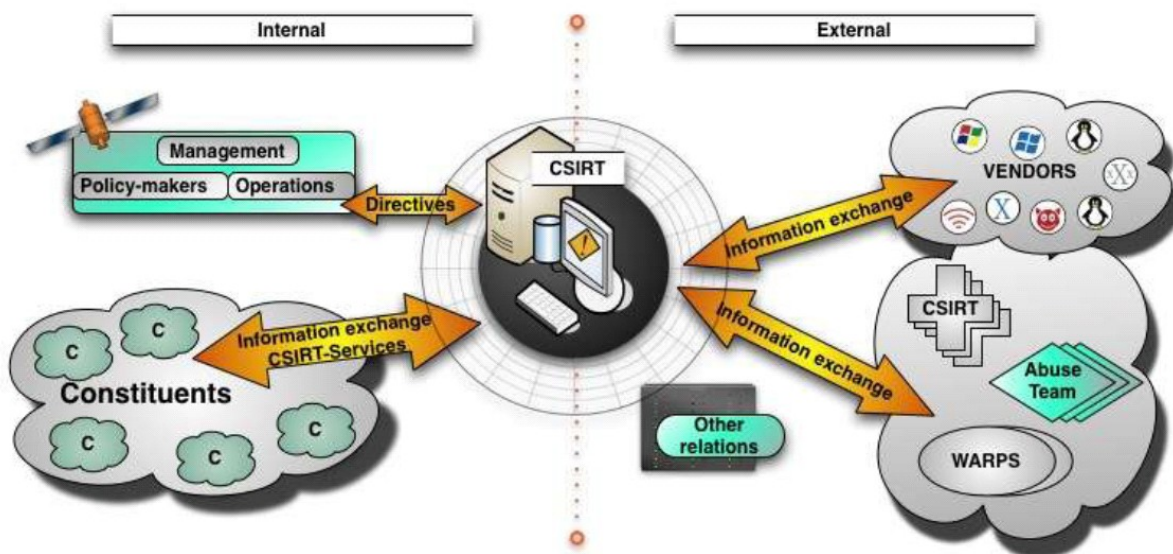 Internal
External
Management
Policy-makers
Operations
CSIRT
Directives
VENDORS
X
xXx
Information exchange
Information exchange
CSIRT-Services
Information exchange
C
C
Constituents
C
C
C
CSIRT
Abuse
Team
WARPS
Other
relations